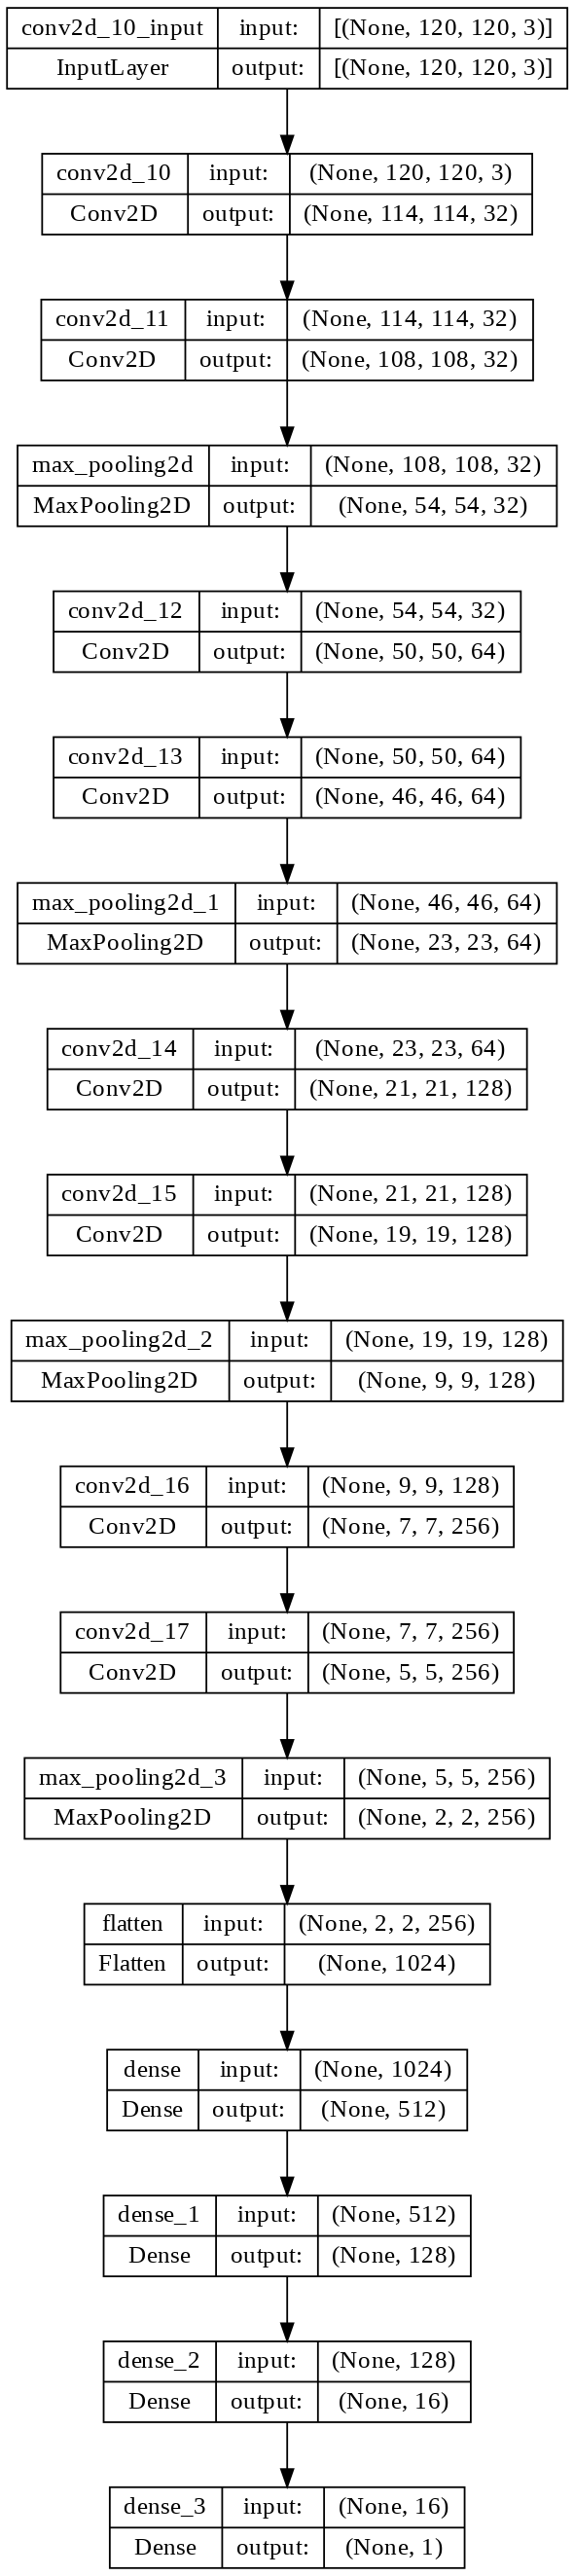 conv2d_10_input input: [(None, 120, 120, 3)]
InputLayer output: [(None, 120, 120, 3)]
conv2d_10 input: (None, 120, 120, 3)
Conv2D output: (None, 114, 114, 32)
conv2d_11 input: (None, 114, 114, 32)
Conv2D output: (None, 108, 108, 32)
max_pooling2d input: (None, 108, 108, 32)
MaxPooling2D output: (None, 54, 54, 32)
conv2d_12 input: (None, 54, 54, 32)
Conv2D output: (None, 50, 50, 64)
conv2d_13 input: (None, 50, 50, 64)
Conv2D output: (None, 46, 46, 64)
max_pooling2d_1 input: (None, 46, 46, 64)
MaxPooling2D output: (None, 23, 23, 64)
conv2d_14 input: (None, 23, 23, 64)
Conv2D output: (None, 21, 21, 128)
conv2d_15 input: (None, 21, 21, 128)
Conv2D output: (None, 19, 19, 128)
max_pooling2d_2 input: (None, 19, 19, 128)
MaxPooling2D output: (None, 9, 9, 128)
conv2d_16 input: (None, 9, 9, 128)
Conv2D output: (None, 7, 7, 256)
conv2d_17 input: (None, 7, 7, 256)
Conv2D output: (None, 5, 5, 256)
max_pooling2d_3 input: (None, 5, 5, 256)
MaxPooling2D output: (None, 2, 2, 256)
flatten input: (None, 2, 2, 256)
Flatten output: (None, 1024)
dense input: (None, 1024)
Dense output: (None, 512)
dense_1 input: (None, 512)
Dense output: (None, 128)
dense_2 input: (None, 128)
Dense output: (None, 16)
dense_3 input: (None, 16)
Dense output: (None, 1)